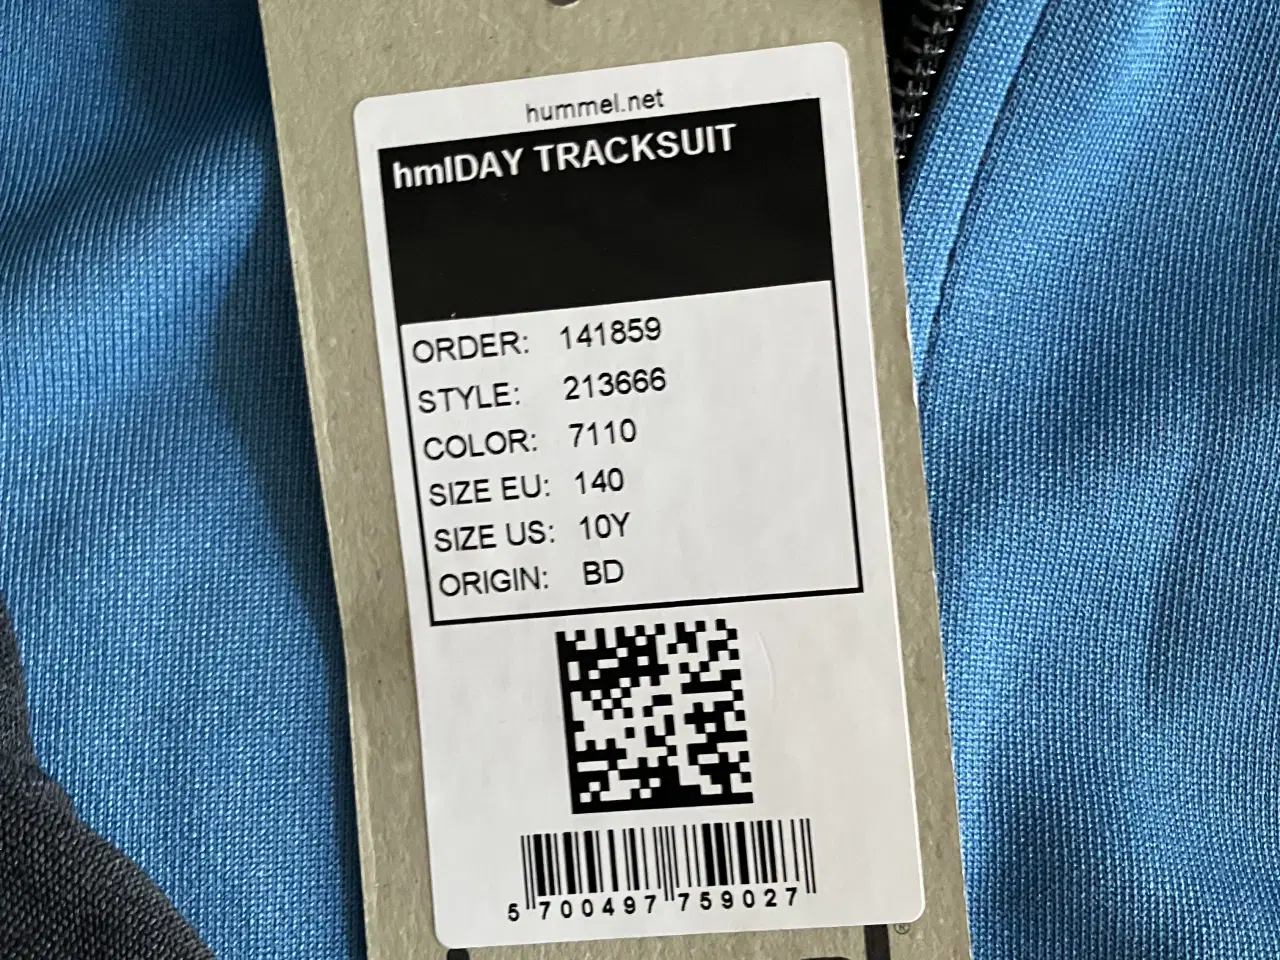 hummel.net
hmlDAY TRACKSUIT
ORDER: 141859
STYLE: 213666
COLOR: 7110
SIZE EU: 140
SIZE US: 10Y
ORIGIN: BD
5 700497 759027
®